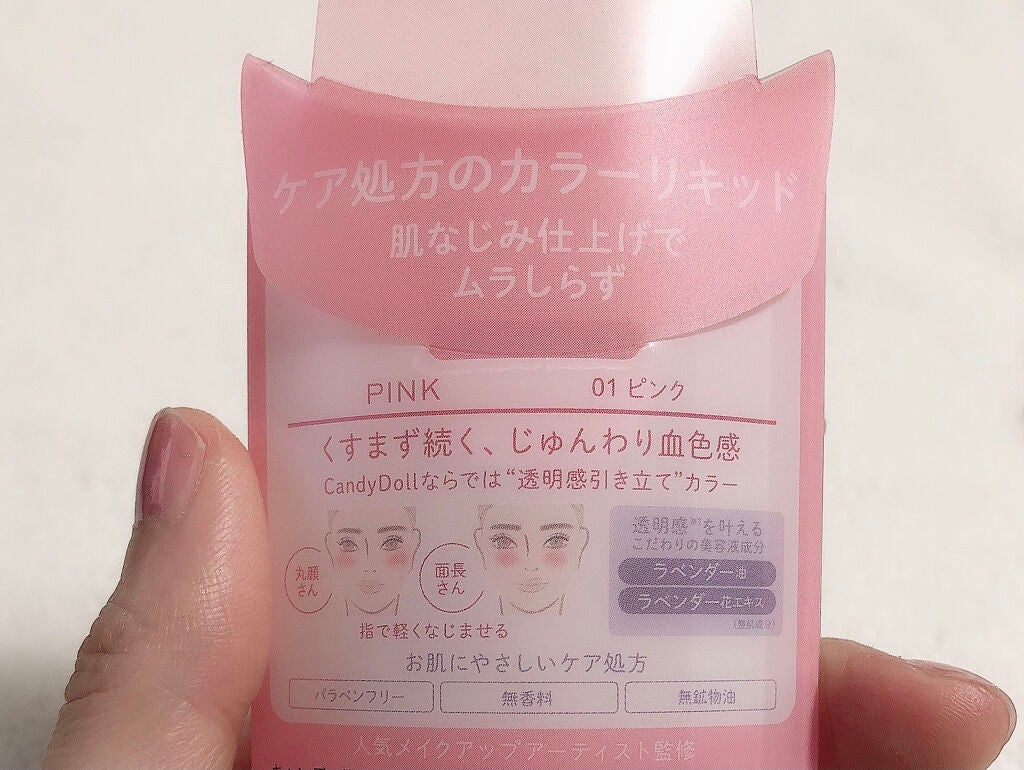 ケア処方のカラーリキッド
肌なじみ仕上げで
ムラしらず
PINK 01 ピンク
くすまず続く、じゅんわり血色感
CandyDollならでは“透明感引き立て”カラー
丸顔
さん
面長
さん
指で軽くなじませる
透明感※1を叶える
こだわりの美容液成分
ラベンダー油
ラベンダー花エキス
(整肌成分)
お肌にやさしいケア処方
パラベンフリー 無香料 無鉱物油
人気メイクアップアーティスト監修